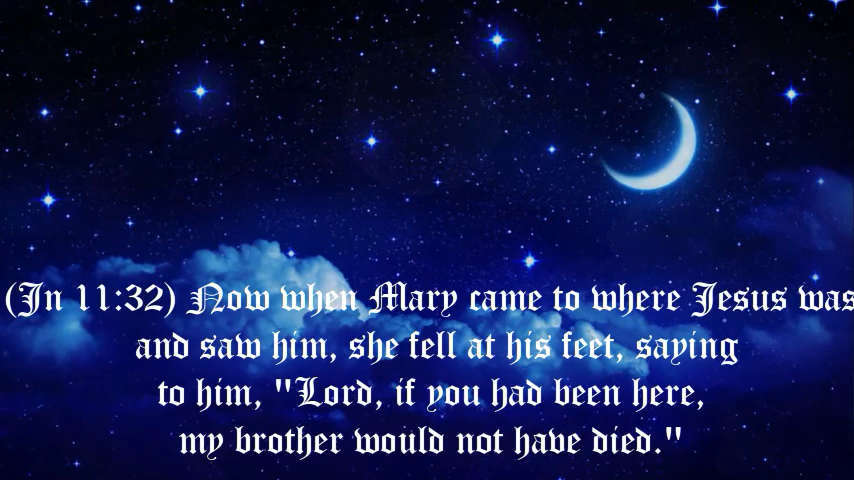 (Jn 11:32) Now when Mary came to where Jesus was
and saw him, she fell at his feet, saying
to him, "Lord, if you had been here,
my brother would not have died."